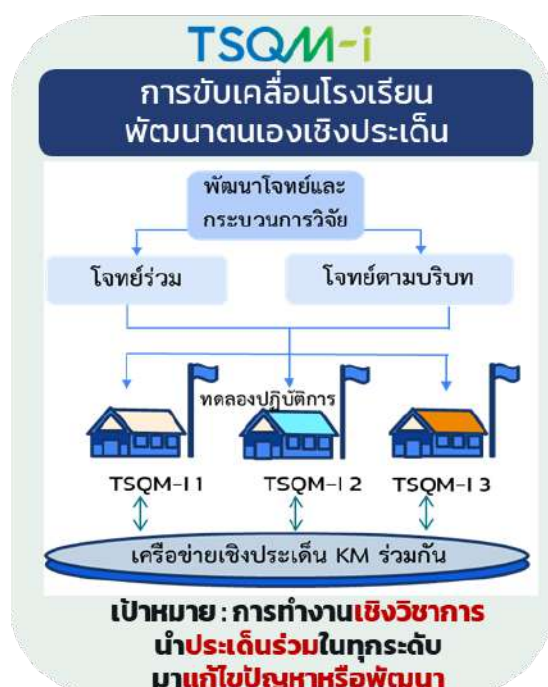 TSQM-i
การขับเคลื่อนโรงเรียน
พัฒนาตนเองเชิงประเด็น
พัฒนาโจทย์และ
กระบวนการวิจัย
โจทย์ร่วม
โจทย์ตามบริบท
ทดลองปฏิบัติการ
TSQM-I 1
TSQM-I 2
TSQM-I 3
เครือข่ายเชิงประเด็น KM ร่วมกัน
เป้าหมาย : การทำงานเชิงวิชาการ
นำประเด็นร่วมในทุกระดับ
มาแก้ไขปัญหาหรือพัฒนา